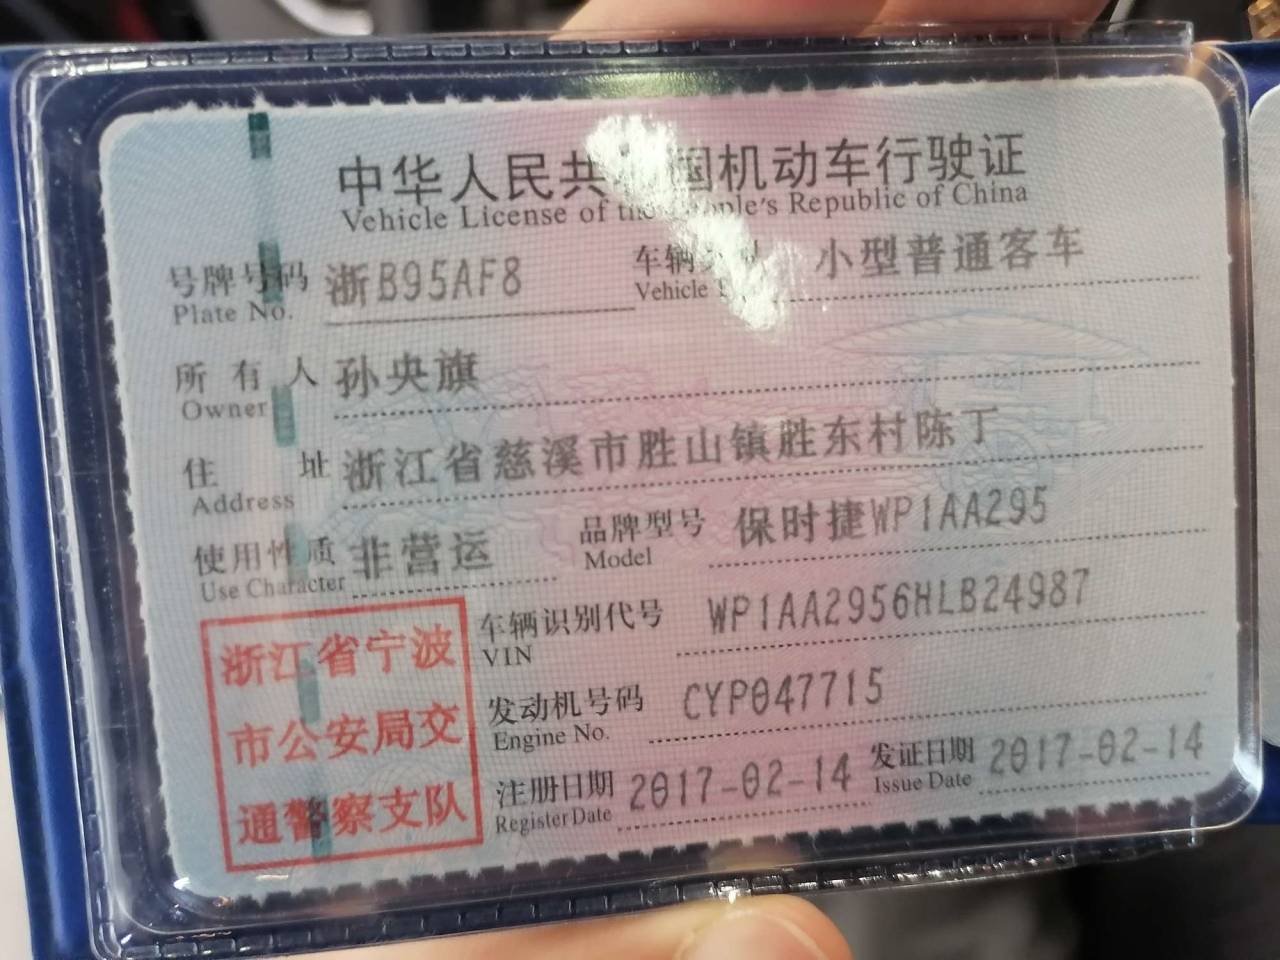 中华人民共 国机动车行驶证
Vehicle License of the People's Republic of China
号牌号码 浙B95AF8 车辆 小型普通客车
Plate No. Vehicle
所有人 孙央旗
Owner
住址 浙江省慈溪市胜山镇胜东村陈丁
Address
使用性质 非营运 品牌型号 保时捷WP1AA295
Use Character Model
车辆识别代号 WP1AA2956HLB24987
VIN
发动机号码 CYP047715
Engine No.
注册日期 2017-02-14 发证日期 2017-02-14
Register Date Issue Date
浙江省宁波
市公安局交
通警察支队